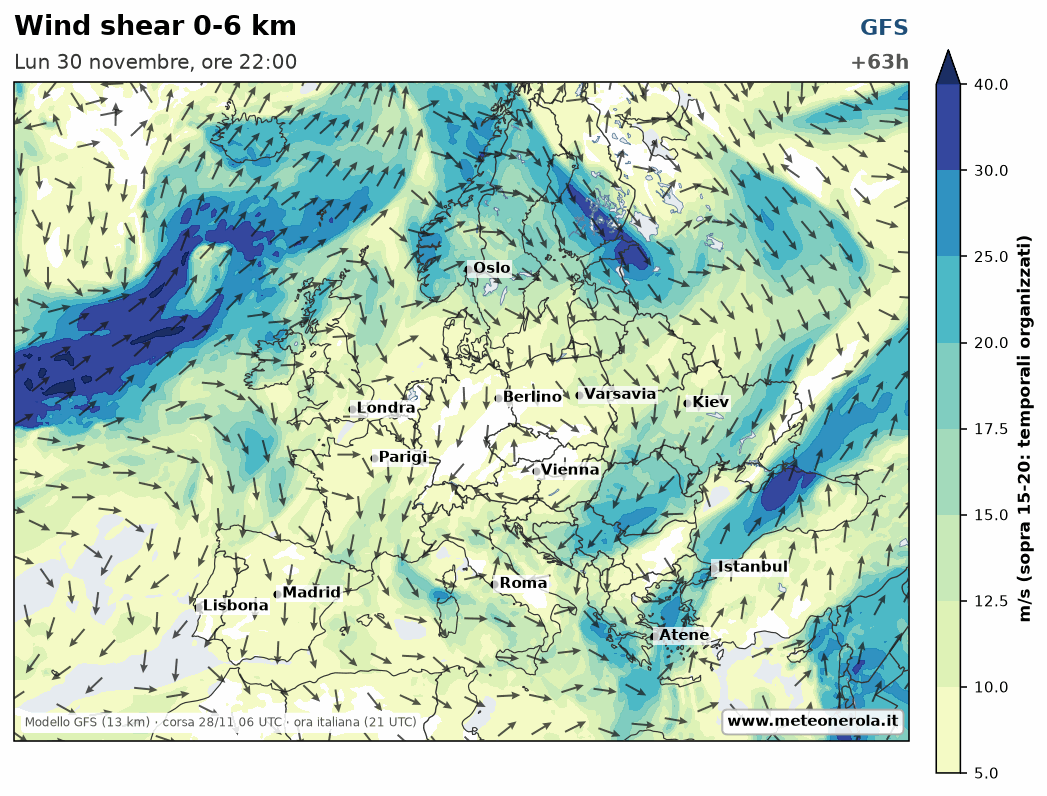 Wind shear 0-6 km
GFS
Lun 30 novembre, ore 22:00
+63h
40.0
30.0
25.0
20.0
17.5
15.0
12.5
10.0
5.0
m/s (sopra 15-20: temporali organizzati)
Oslo
Berlino
Varsavia
Kiev
Londra
Parigi
Vienna
Istanbul
Roma
Madrid
Lisbona
Atene
Modello GFS (13 km) · corsa 28/11 06 UTC · ora italiana (21 UTC)
www.meteonerola.it